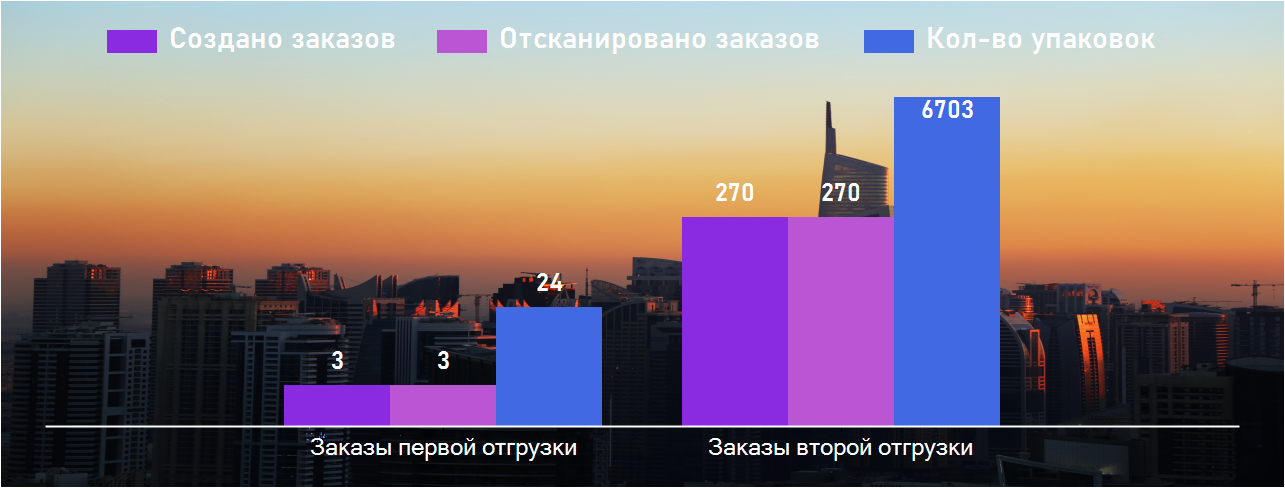 Создано заказов Отсканировано заказов Кол-во упаковок
6703
270 270
24
3 3
Заказы первой отгрузки Заказы второй отгрузки